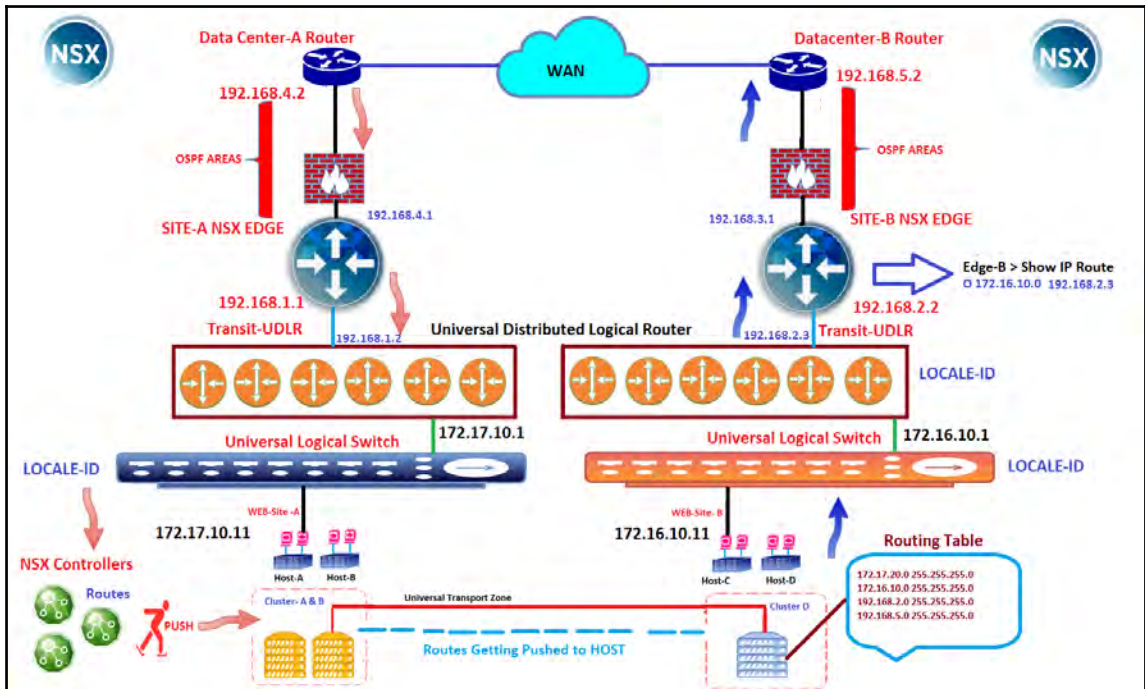 NSX
Data Center-A Router
Datacenter-B Router
NSX
WAN
192.168.4.2
192.168.5.2
OSPF AREAS
OSPF AREAS
192.168.4.1
192.168.3.1
SITE-A NSX EDGE
SITE-B NSX EDGE
Edge-B > Show IP Route
O 172.16.10.0 192.168.2.3
192.168.1.1
192.168.2.2
Transit-UDLR
Universal Distributed Logical Router
Transit-UDLR
192.168.1.2
192.168.2.3
LOCALE-ID
172.17.10.1
172.16.10.1
Universal Logical Switch
Universal Logical Switch
LOCALE-ID
LOCALE-ID
WEB-Site -A
WEB-Site- B
172.17.10.11
172.16.10.11
Routing Table
NSX Controllers
Host-A
Host-B
Host-C
Host-D
172.17.20.0 255.255.255.0
172.16.10.0 255.255.255.0
192.168.2.0 255.255.255.0
192.168.5.0 255.255.255.0
Routes
Cluster- A & B
Universal Transport Zone
Cluster D
PUSH
Routes Getting Pushed to HOST